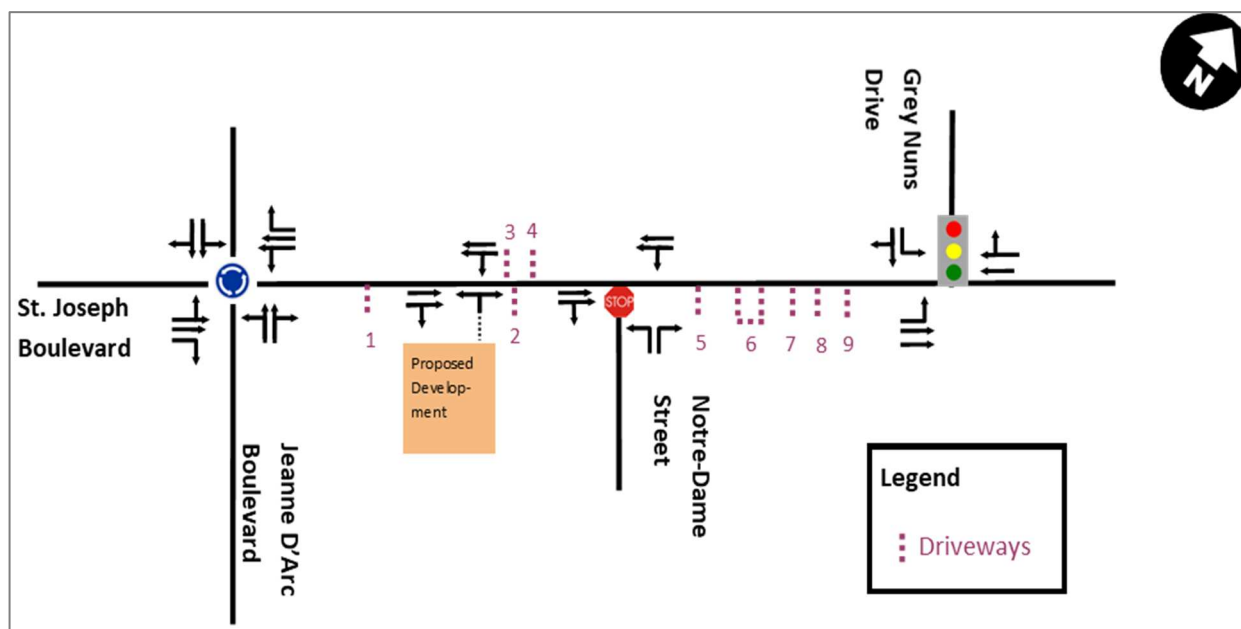 N
Grey Nuns
Drive
3 4
St. Joseph
Boulevard
1
2
STOP
5 6 7 8 9
Proposed
Develop-
ment
Jeanne D'Arc
Boulevard
Notre-Dame
Street
Legend
Driveways